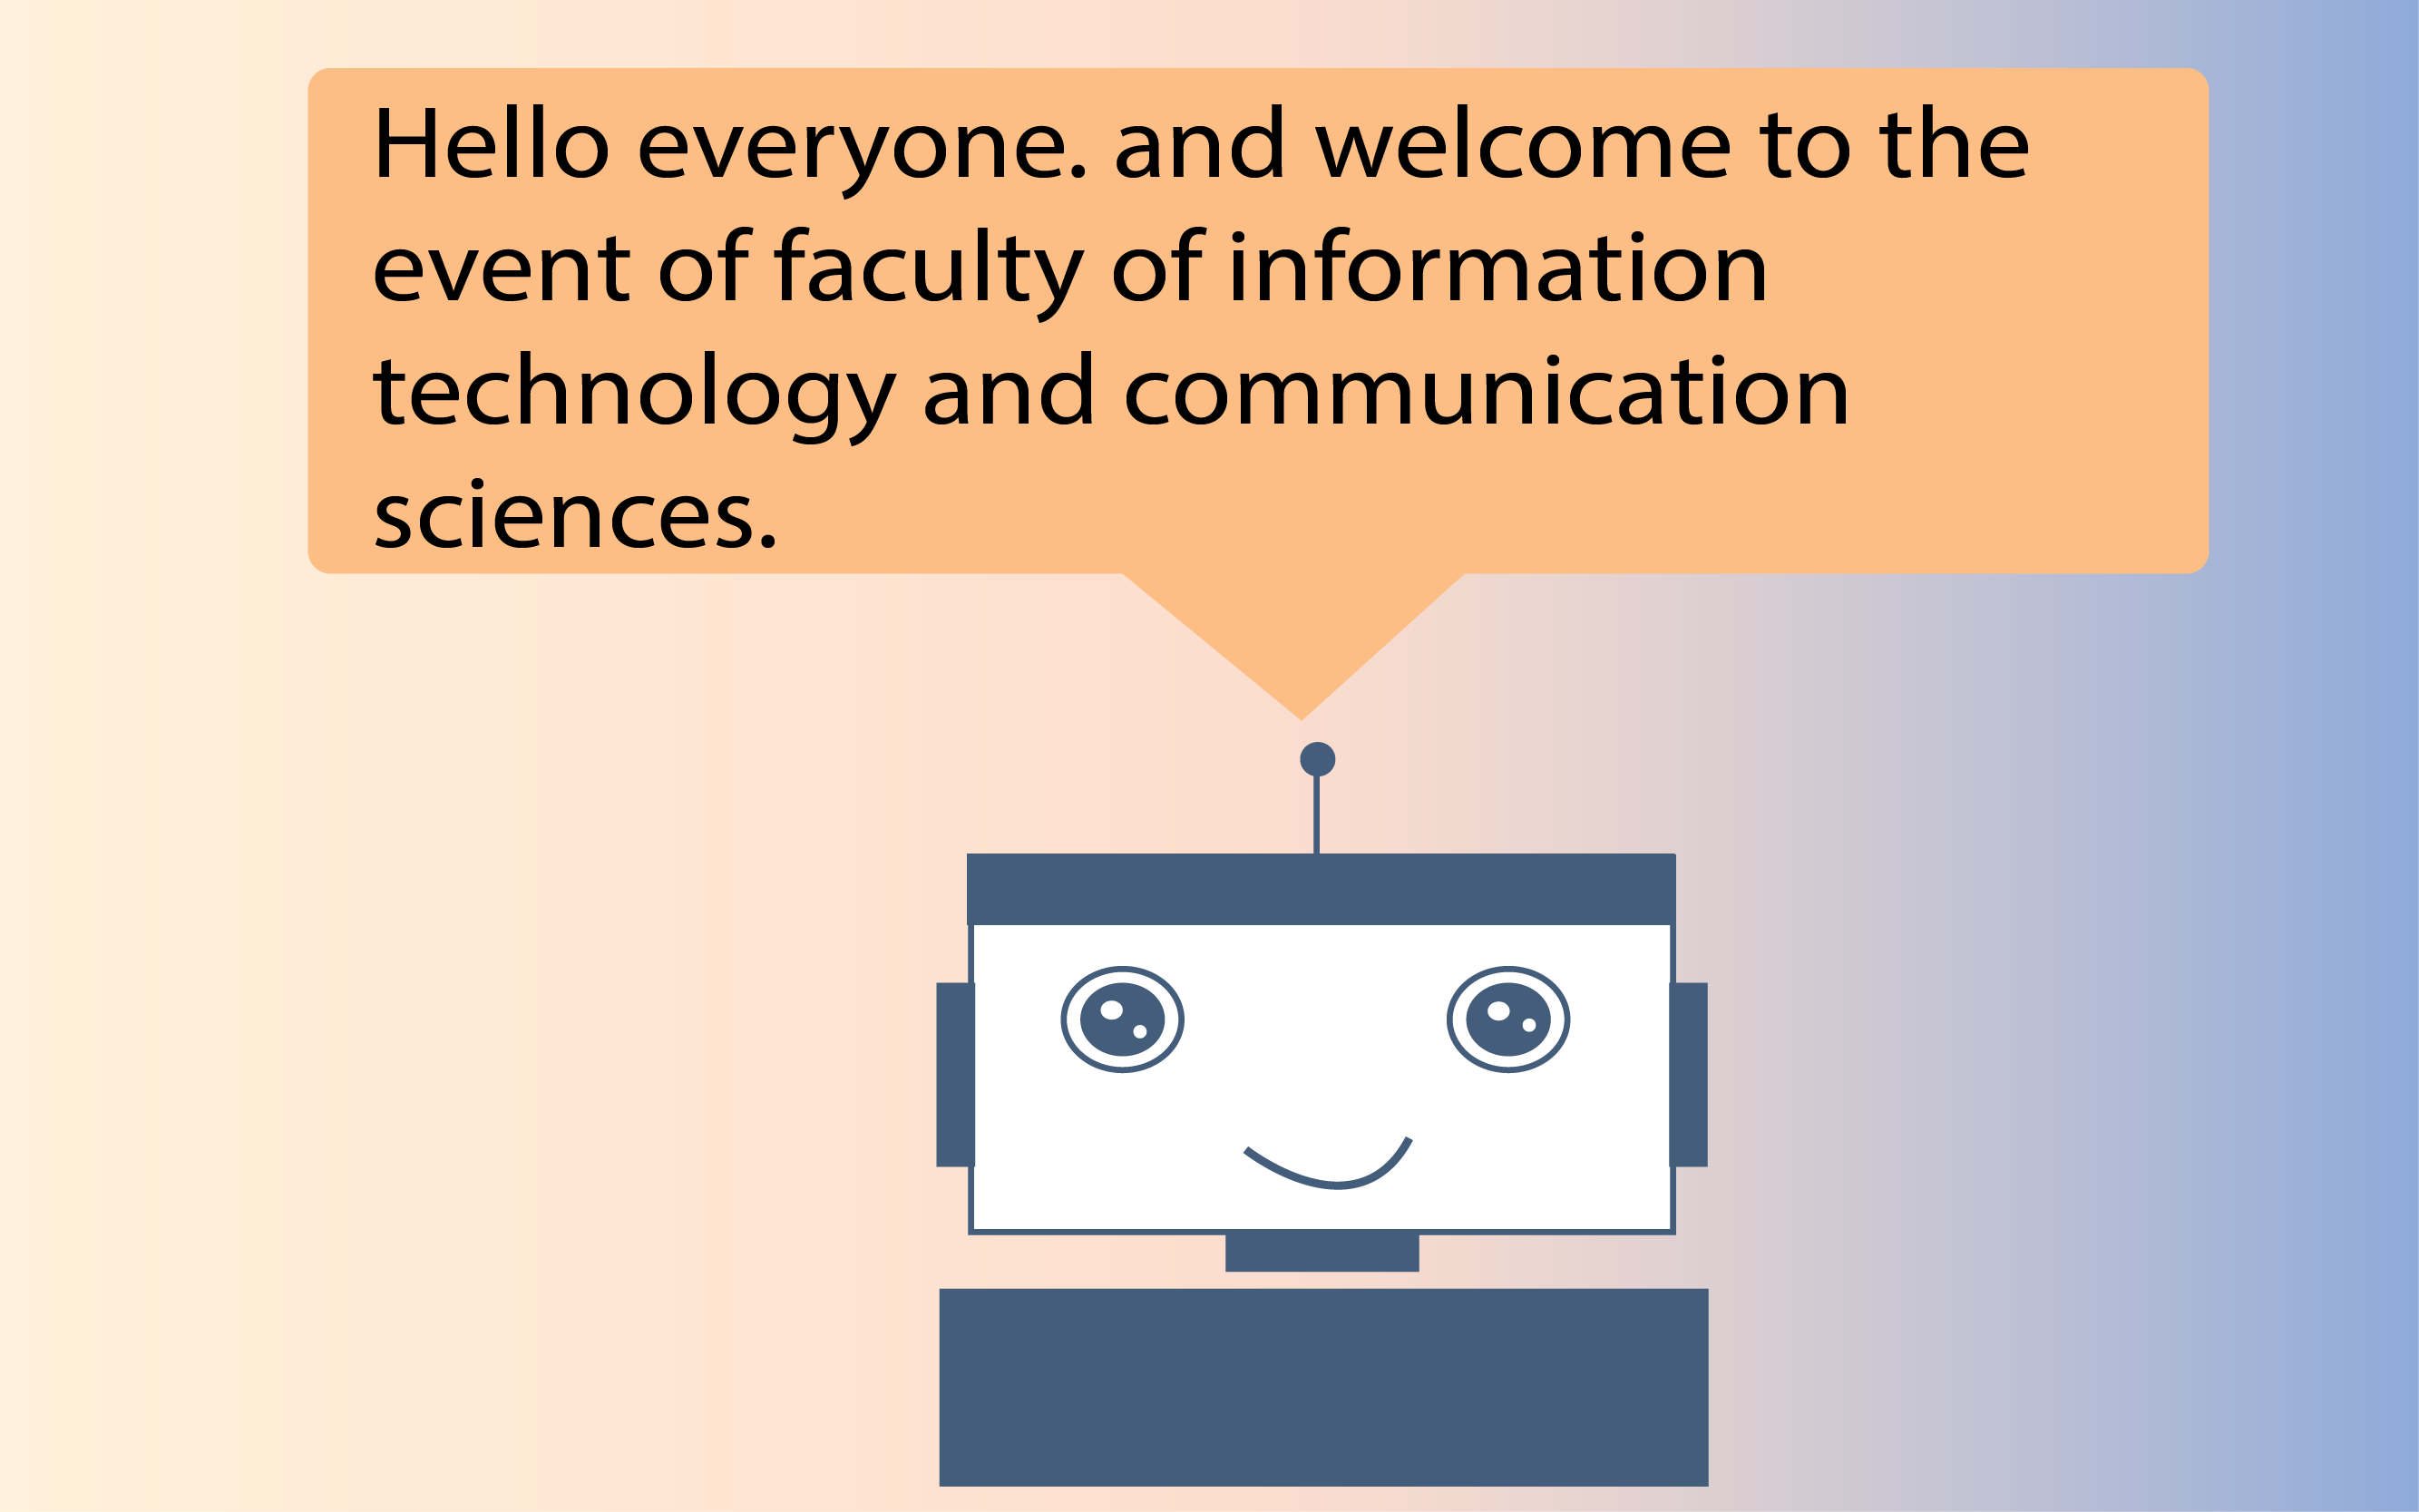 Hello everyone. and welcome to the
event of faculty of information
technology and communication
sciences.